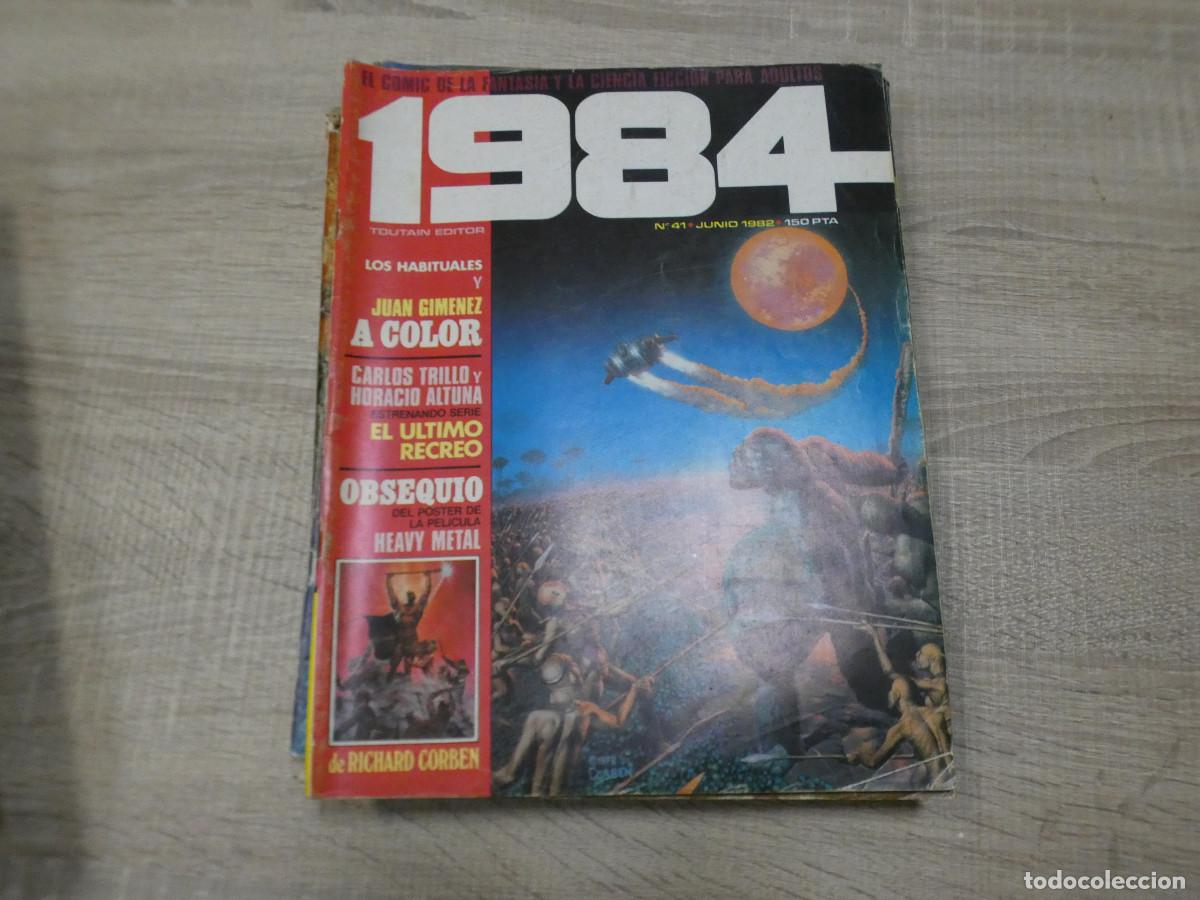 EL COMIC DE LA FANTASIA Y LA CIENCIA FICCION PARA ADULTOS
1984
TOUTAIN EDITOR
Nº 41 • JUNIO 1982 • 150 PTA
LOS HABITUALES
Y
JUAN GIMENEZ
A COLOR
CARLOS TRILLO Y
HORACIO ALTUNA
ESTRENANDO SERIE
EL ULTIMO
RECREO
OBSEQUIO
DEL POSTER DE
LA PELICULA
HEAVY METAL
de RICHARD CORBEN
CORBEN
todocoleccion